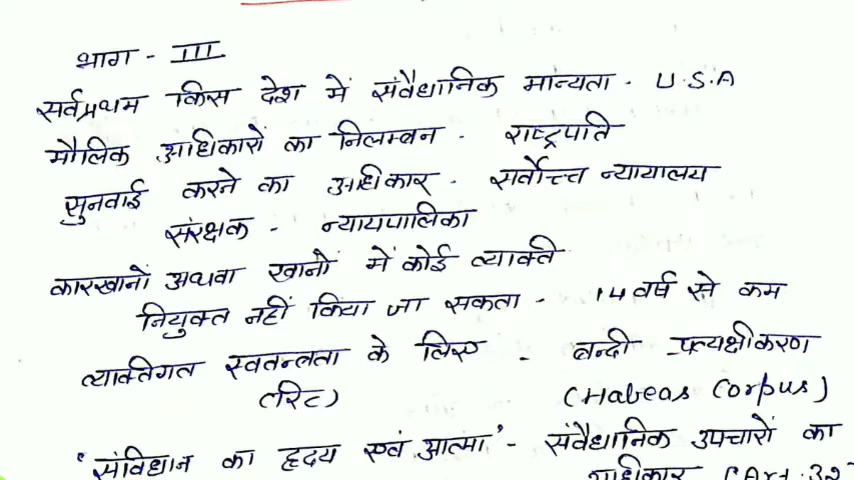 भाग - III
सर्वप्रथम किस देश में संवैधानिक मान्यता - U.S.A
मौलिक अधिकारों का निलम्बन - राष्ट्रपति
सुनवाई करने का अधिकार - सर्वोच्च न्यायालय
संरक्षक - न्यायपालिका
कारखानों अथवा खानों में कोई व्यक्ति
नियुक्त नहीं किया जा सकता - 14 वर्ष से कम
व्यक्तिगत स्वतन्त्रता के लिए - बन्दी प्रत्यक्षीकरण
(रिट) (Habeas Corpus)
'संविधान का हृदय एवं आत्मा' - संवैधानिक उपचारों का
अधिकार (Art. 32